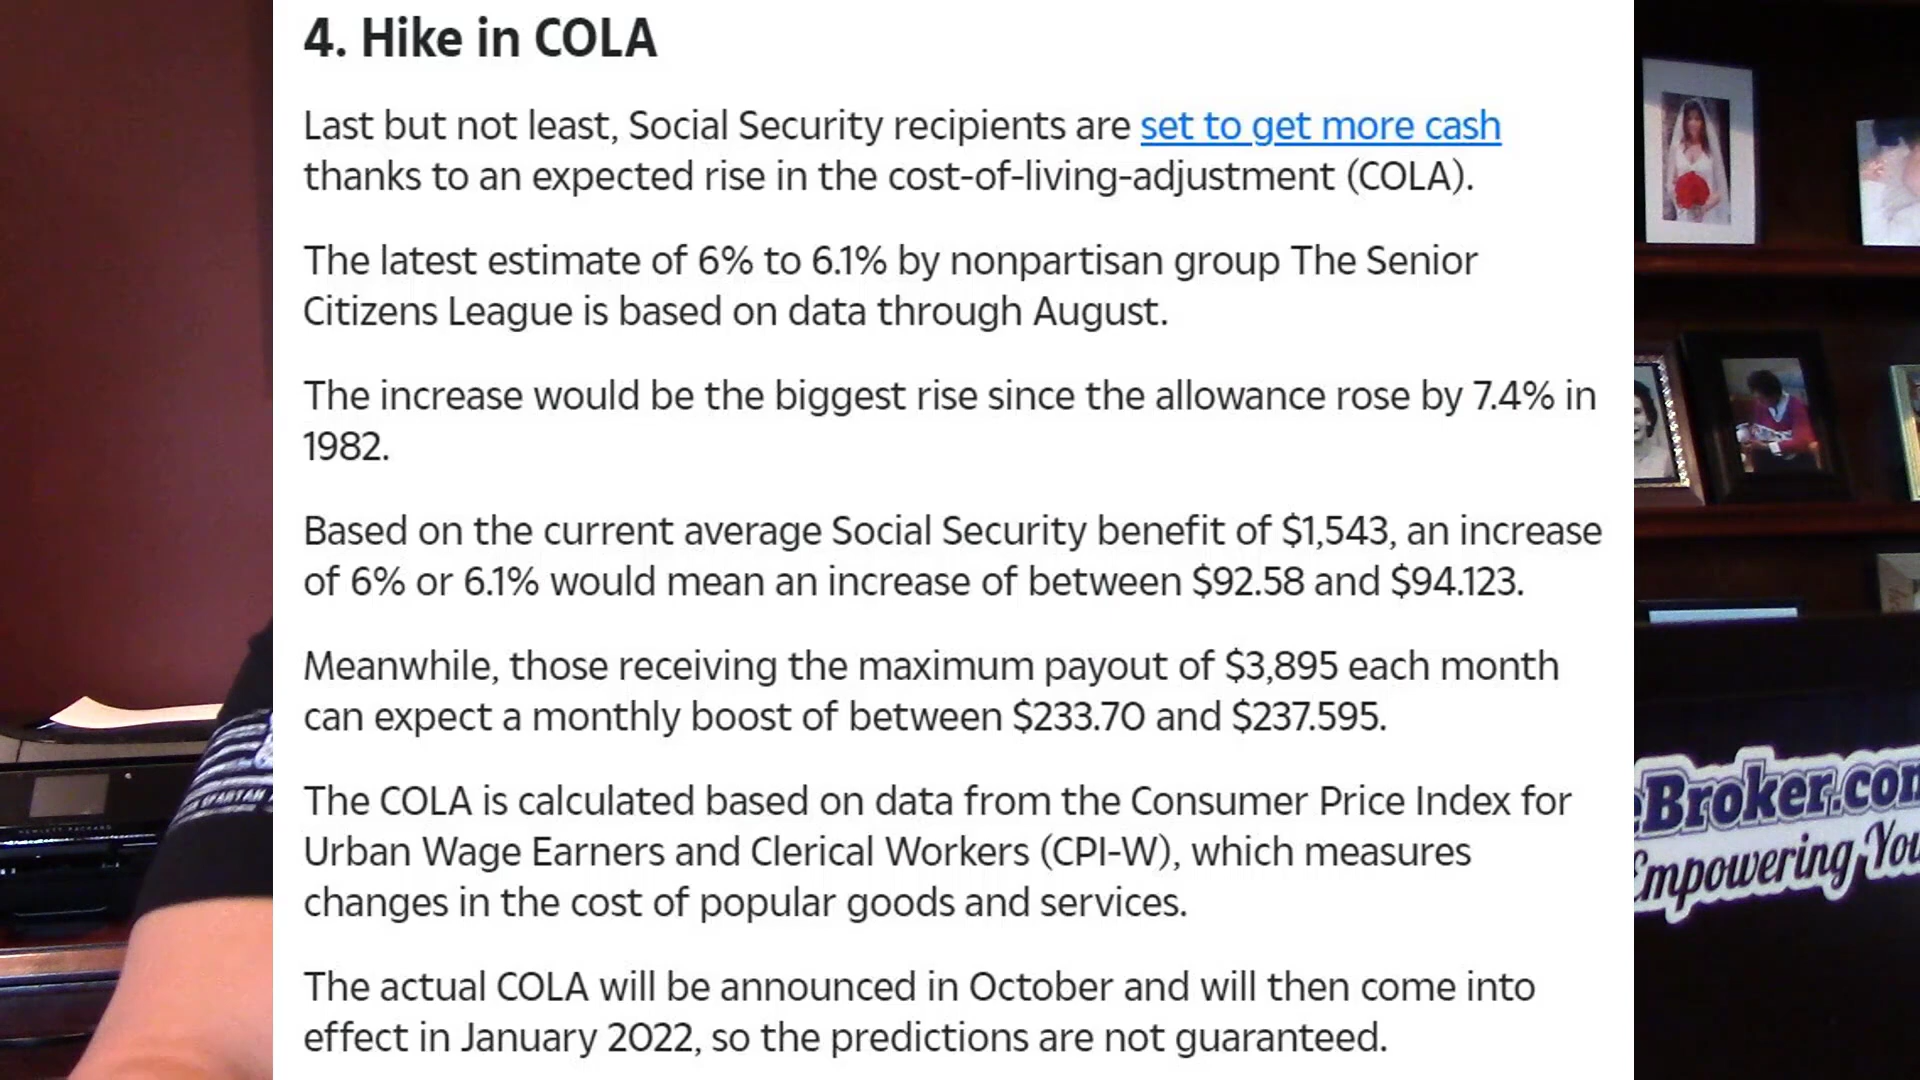 4. Hike in COLA
Last but not least, Social Security recipients are set to get more cash
thanks to an expected rise in the cost-of-living-adjustment (COLA).
The latest estimate of 6% to 6.1% by nonpartisan group The Senior
Citizens League is based on data through August.
The increase would be the biggest rise since the allowance rose by 7.4% in
1982.
Based on the current average Social Security benefit of $1,543, an increase
of 6% or 6.1% would mean an increase of between $92.58 and $94.123.
Meanwhile, those receiving the maximum payout of $3,895 each month
can expect a monthly boost of between $233.70 and $237.595.
The COLA is calculated based on data from the Consumer Price Index for
Urban Wage Earners and Clerical Workers (CPI-W), which measures
changes in the cost of popular goods and services.
The actual COLA will be announced in October and will then come into
effect in January 2022, so the predictions are not guaranteed.
HEWLETT PACKARD
SPARTAN
eBroker.com
Empowering You